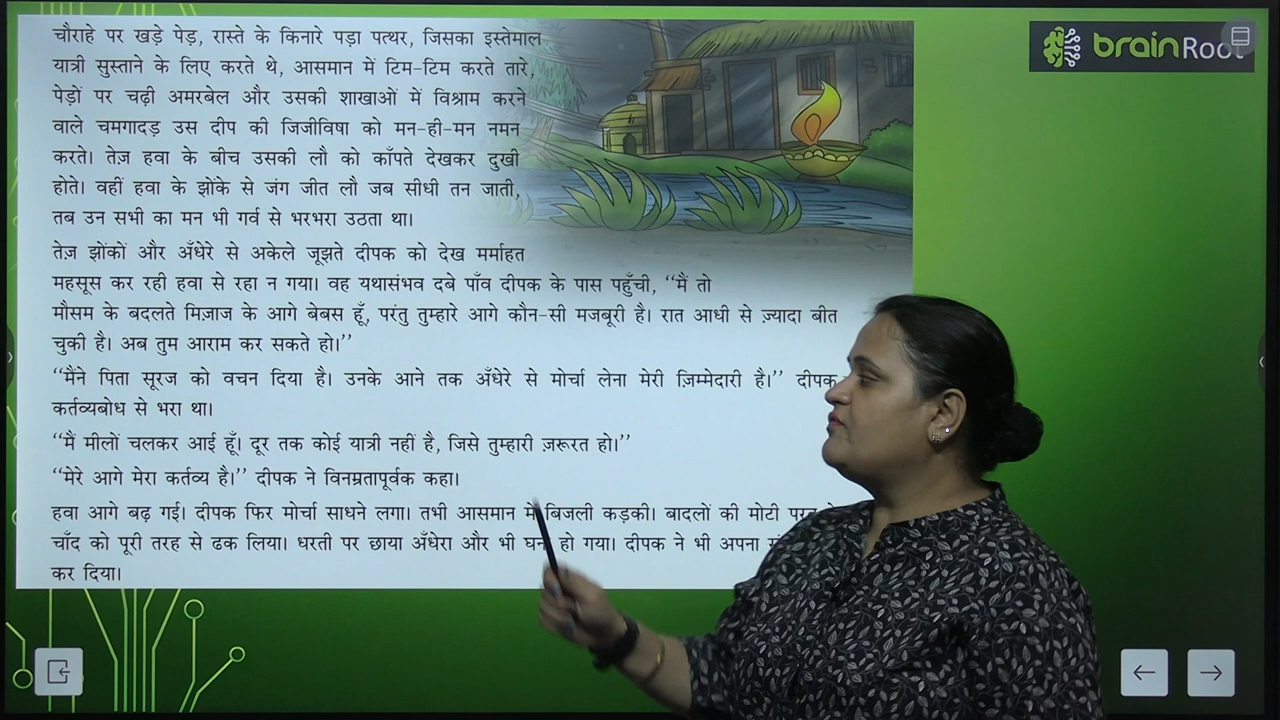 चौराहे पर खड़े पेड़, रास्ते के किनारे पड़ा पत्थर, जिसका इस्तेमाल
यात्री सुस्ताने के लिए करते थे, आसमान में टिम-टिम करते तारे,
पेड़ों पर चढ़ी अमरबेल और उसकी शाखाओं में विश्राम करने
वाले चमगादड़ उस दीप की जिजीविषा को मन-ही-मन नमन
करते। तेज़ हवा के बीच उसकी लौ को काँपते देखकर दुखी
होते। वहीं हवा के झोंके से जंग जीत लौ जब सीधी तन जाती,
तब उन सभी का मन भी गर्व से भरभरा उठता था।
तेज़ झोंकों और अँधेरे से अकेले जूझते दीपक को देख मर्माहत
महसूस कर रही हवा से रहा न गया। वह यथासंभव दबे पाँव दीपक के पास पहुँची, “मैं तो
मौसम के बदलते मिज़ाज के आगे बेबस हूँ, परंतु तुम्हारे आगे कौन-सी मजबूरी है। रात आधी से ज़्यादा बीत
चुकी है। अब तुम आराम कर सकते हो।”
“मैंने पिता सूरज को वचन दिया है। उनके आने तक अँधेरे से मोर्चा लेना मेरी ज़िम्मेदारी है।” दीपक
कर्तव्यबोध से भरा था।
“मैं मीलों चलकर आई हूँ। दूर तक कोई यात्री नहीं है, जिसे तुम्हारी ज़रूरत हो।”
“मेरे आगे मेरा कर्तव्य है।” दीपक ने विनम्रतापूर्वक कहा।
हवा आगे बढ़ गई। दीपक फिर मोर्चा साधने लगा। तभी आसमान में बिजली कड़की। बादलों की मोटी परत
चाँद को पूरी तरह से ढक लिया। धरती पर छाया अँधेरा और भी घना हो गया। दीपक ने भी अपना
कर दिया।
brainRoot